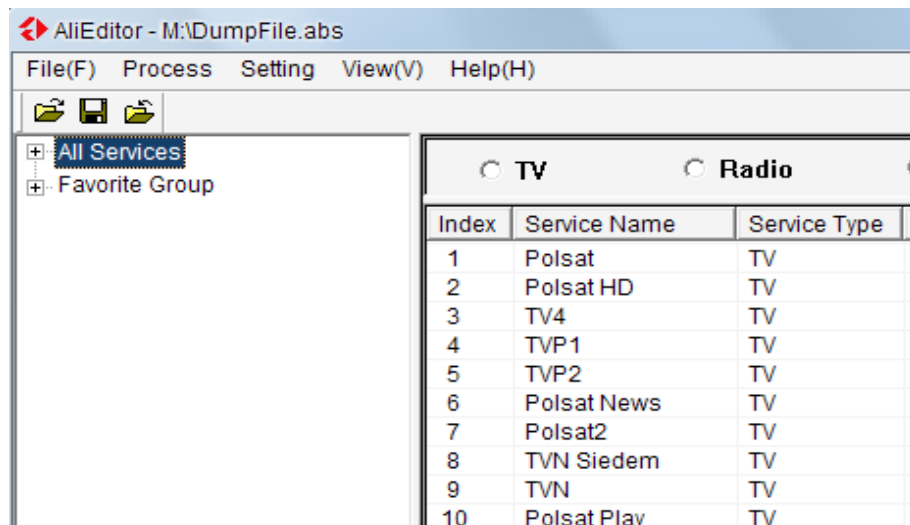 AliEditor - M:\DumpFile.abs
File(F) Process Setting View(V) Help(H)
All Services
Favorite Group
TV Radio
Index Service Name Service Type
1 Polsat TV
2 Polsat HD TV
3 TV4 TV
4 TVP1 TV
5 TVP2 TV
6 Polsat News TV
7 Polsat2 TV
8 TVN Siedem TV
9 TVN TV
10 Polsat Play TV